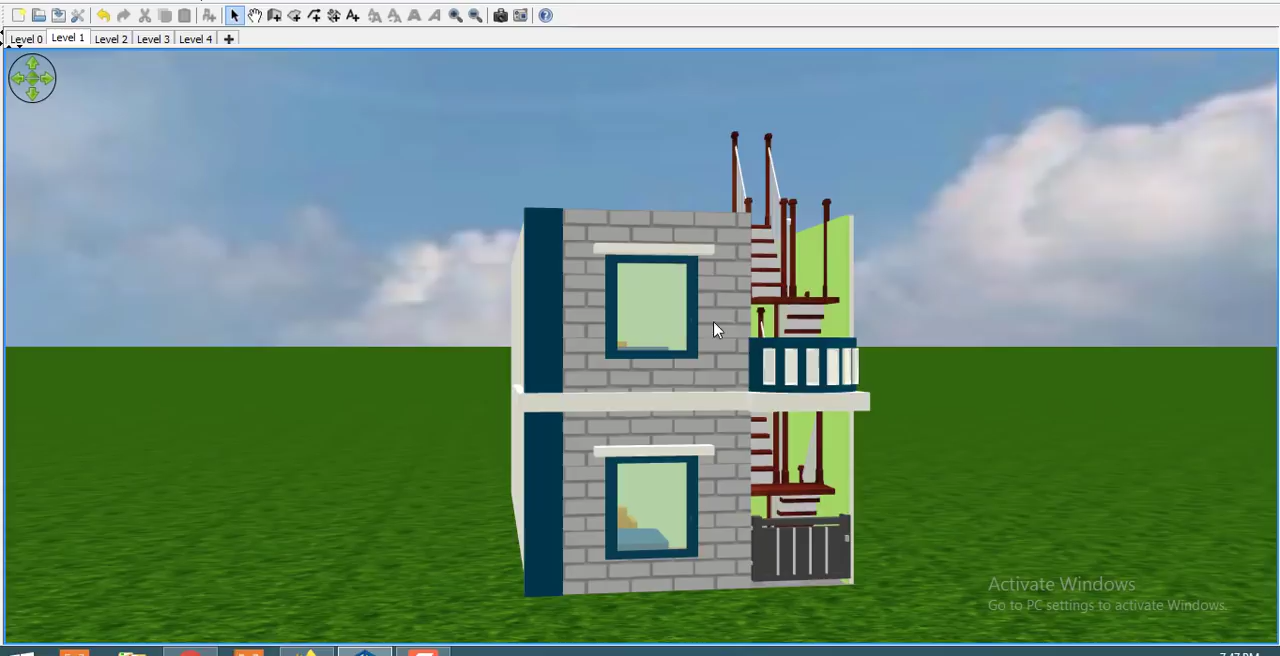 Level 0 Level 1 Level 2 Level 3 Level 4
Activate Windows
Go to PC settings to activate Windows.